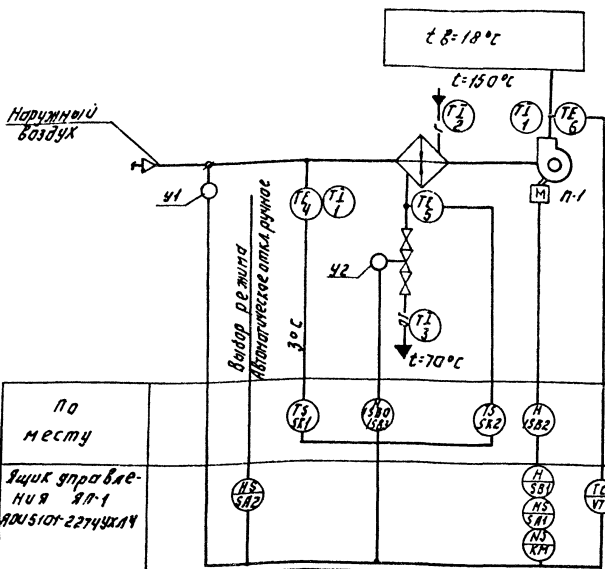 t в=18°С
t=150°С
Наружный
воздух
TI
2
TI
1
TE
6
М
П-1
У1
TE
4
TI
1
TE
5
У2
Выбор режима
Автоматическое откл. ручное
3°С
TI
3
t=70°С
По
месту
TS
SK1
TS
SK2
H
1SB2
Ящик управле-
ния ЯП-1
HS
SA2
H
SB1
HS
SA1
NS
KM